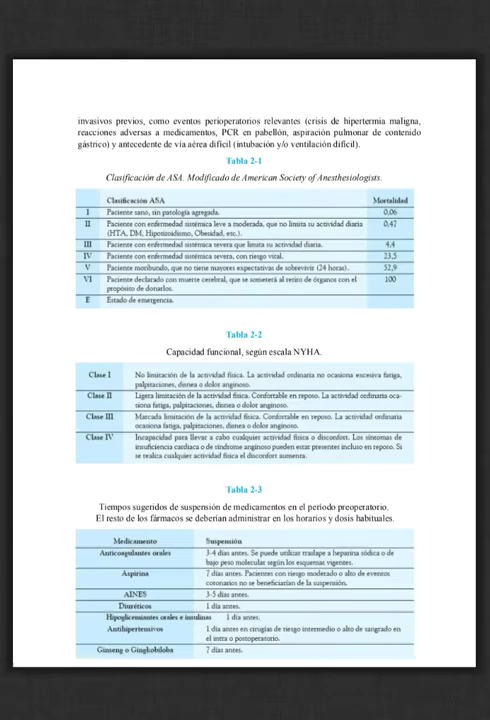 invasivos previos, como eventos perioperatorios relevantes (crisis de hipertermia maligna,
reacciones adversas a medicamentos, PCR en pabellón, aspiración pulmonar de contenido
gástrico) y antecedente de vía aérea difícil (intubación y/o ventilación difícil).
Tabla 2-1
Clasificación de ASA. Modificado de American Society of Anesthesiologists.
Clasificación ASA Mortalidad
I Paciente sano, sin patología agregada. 0,06
II Paciente con enfermedad sistémica leve a moderada, que no limita su actividad diaria 0,47
(HTA, DM, Hipotiroidismo, Obesidad, etc.).
III Paciente con enfermedad sistémica severa que limita su actividad diaria. 4,4
IV Paciente con enfermedad sistémica severa, con riesgo vital. 23,5
V Paciente moribundo, que no tiene mayores expectativas de sobrevivir (24 horas). 52,9
VI Paciente declarado con muerte cerebral, que se someterá al retiro de órganos con el 100
propósito de donarlos.
E Estado de emergencia.
Tabla 2-2
Capacidad funcional, según escala NYHA.
Clase I No limitación de la actividad física. La actividad ordinaria no ocasiona excesiva fatiga,
palpitaciones, disnea o dolor anginoso.
Clase II Ligera limitación de la actividad física. Confortable en reposo. La actividad ordinaria oca-
siona fatiga, palpitaciones, disnea o dolor anginoso.
Clase III Marcada limitación de la actividad física. Confortable en reposo. La actividad ordinaria
ocasiona fatiga, palpitaciones, disnea o dolor anginoso.
Clase IV Incapacidad para llevar a cabo cualquier actividad física o disconfort. Los síntomas de
insuficiencia cardiaca o de síndrome anginoso pueden estar presentes incluso en reposo. Si
se realiza cualquier actividad física el disconfort aumenta.
Tabla 2-3
Tiempos sugeridos de suspensión de medicamentos en el periodo preoperatorio.
El resto de los fármacos se deberían administrar en los horarios y dosis habituales.
Medicamento Suspensión
Anticoagulantes orales 3-4 días antes. Se puede utilizar traslape a heparina sódica o de
bajo peso molecular según los esquemas vigentes.
Aspirina 7 días antes. Pacientes con riesgo moderado o alto de eventos
coronarios no se beneficiarían de la suspensión.
AINES 3-5 días antes.
Diuréticos 1 día antes.
Hipoglicemiantes orales e insulinas 1 día antes.
Antihipertensivos 1 día antes en cirugías de riesgo intermedio o alto de sangrado en
el intra o postoperatorio.
Ginseng o Gingkobiloba 7 días antes.